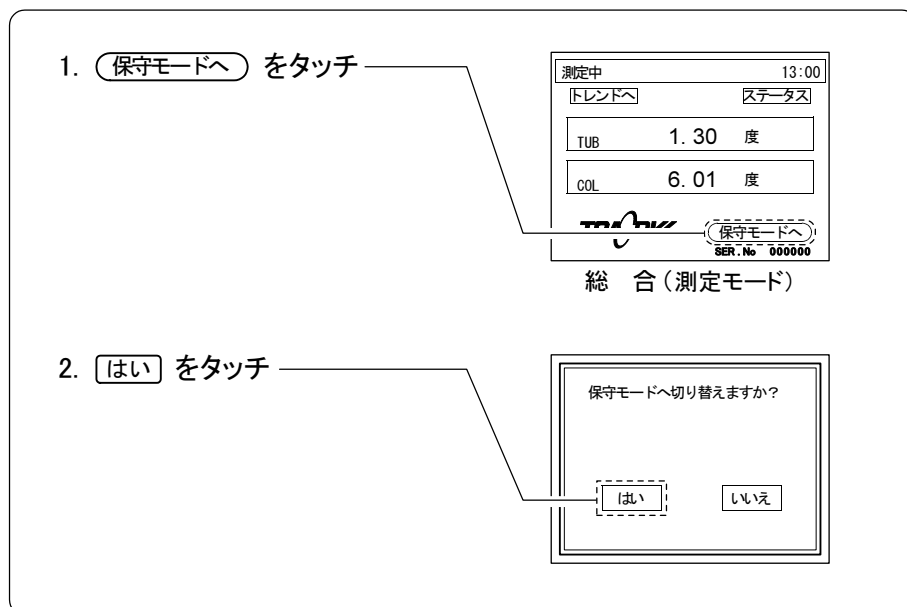 1. 保守モードへ をタッチ
測定中 13:00
トレンドへ ステータス
TUB 1.30 度
COL 6.01 度
保守モードへ
SER.No 000000
総 合（測定モード）
2. はい をタッチ
保守モードへ切り替えますか？
はい いいえ